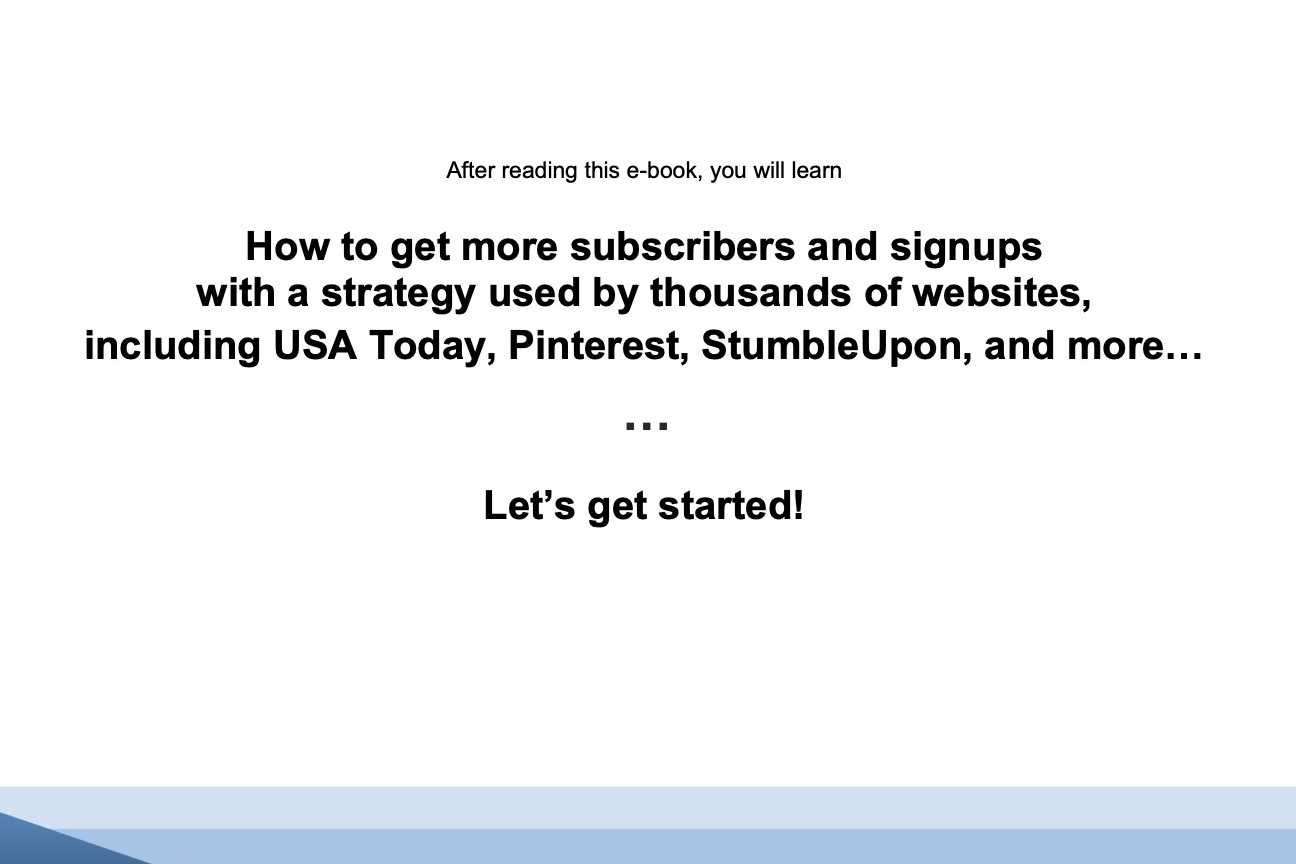 After reading this e-book, you will learn
How to get more subscribers and signups
with a strategy used by thousands of websites,
including USA Today, Pinterest, StumbleUpon, and more…
…
Let’s get started!